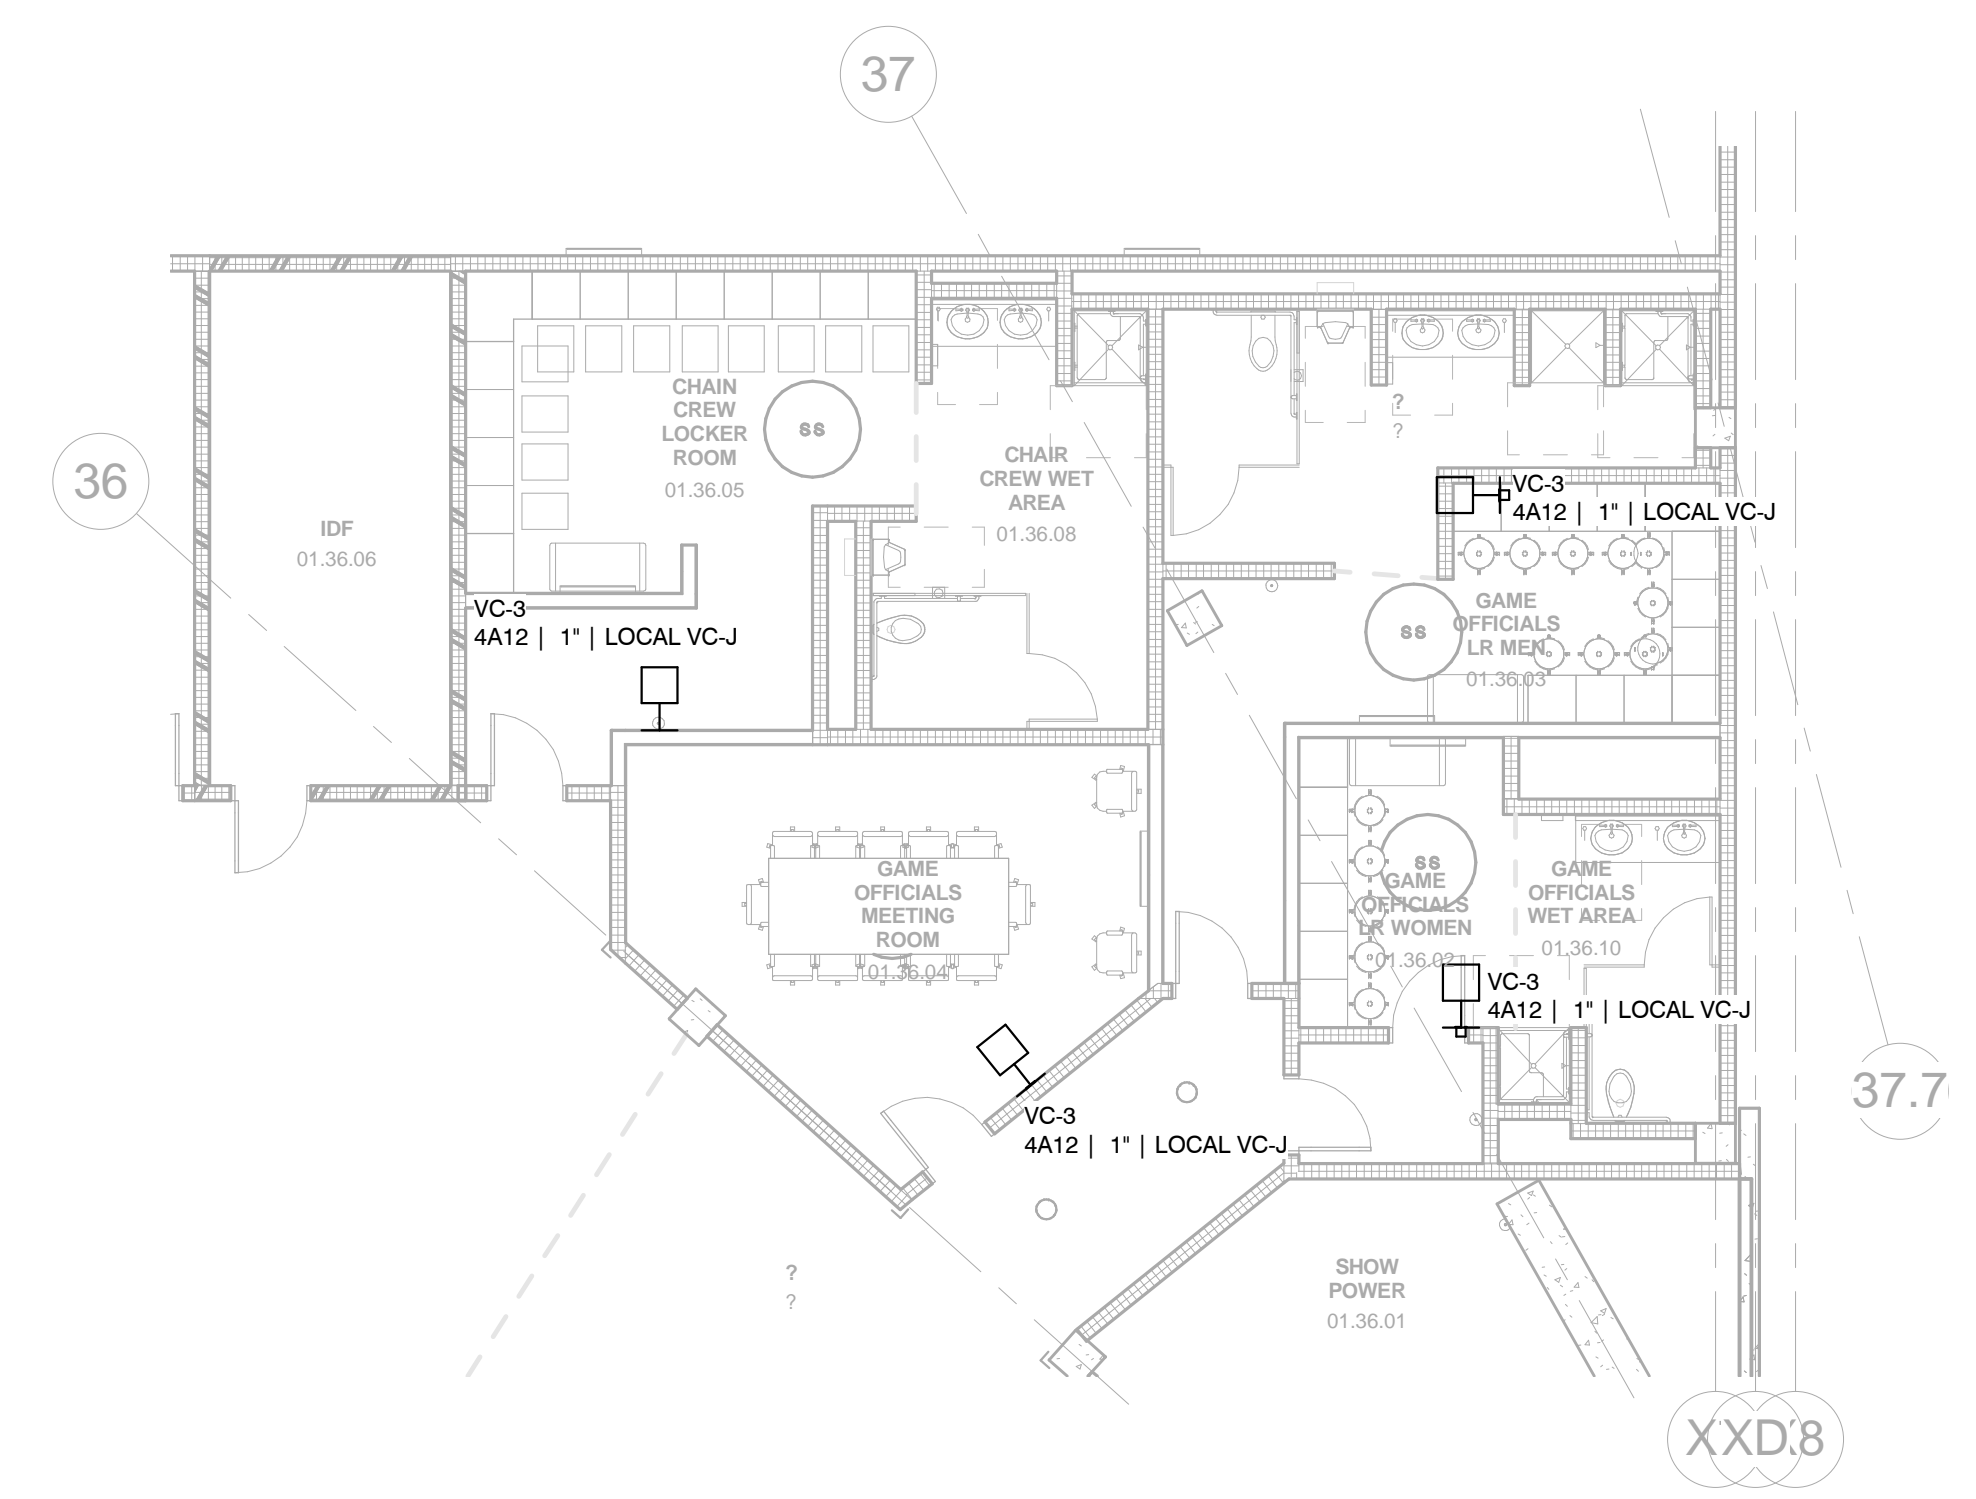 37
36
CHAIN
CREW
LOCKER
ROOM
01.36.05
SS
CHAIR
CREW WET
AREA
01.36.08
IDF
01.36.06
?
?
VC-3
4A12 | 1" | LOCAL VC-J
VC-3
4A12 | 1" | LOCAL VC-J
SS
GAME
OFFICIALS
LR MEN
01.36.03
GAME
OFFICIALS
MEETING
ROOM
01.36.04
SS
GAME
OFFICIALS
LR WOMEN
01.36.02
GAME
OFFICIALS
WET AREA
01.36.10
VC-3
4A12 | 1" | LOCAL VC-J
VC-3
4A12 | 1" | LOCAL VC-J
37.7
?
?
SHOW
POWER
01.36.01